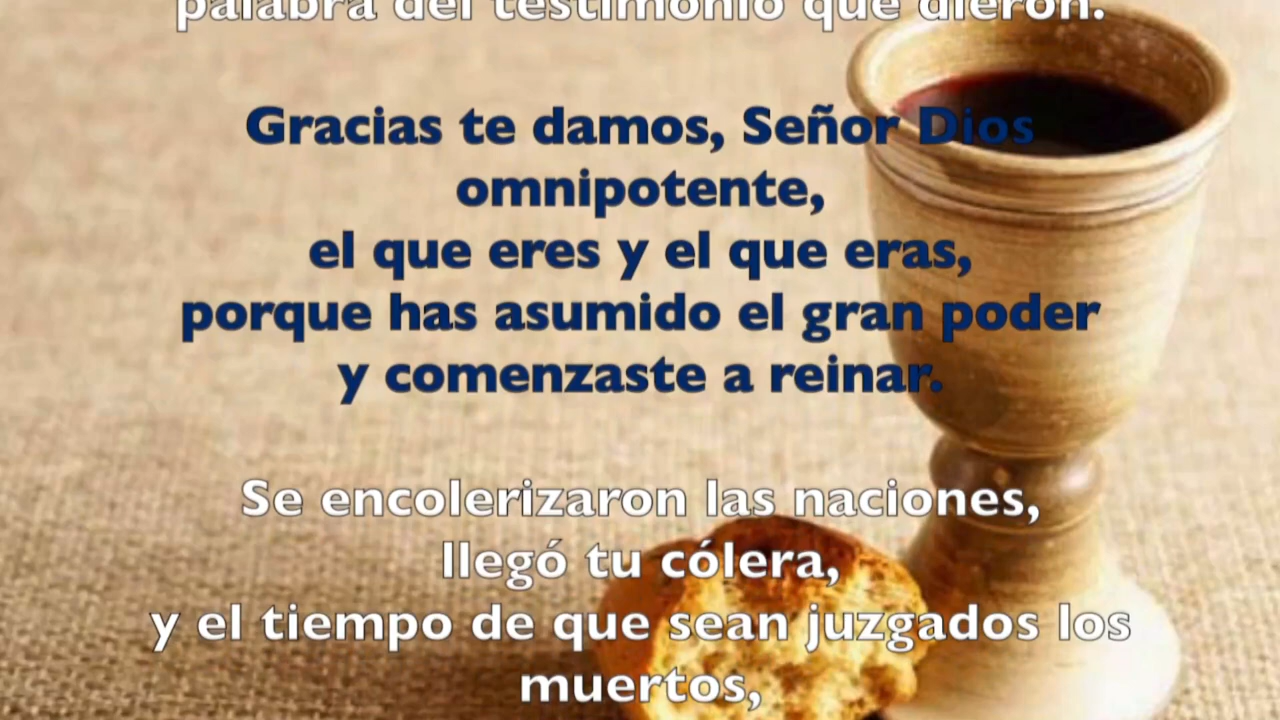 palabra del testimonio que dieron.
Gracias te damos, Señor Dios
omnipotente,
el que eres y el que eras,
porque has asumido el gran poder
y comenzaste a reinar.
Se encolerizaron las naciones,
llegó tu cólera,
y el tiempo de que sean juzgados los
muertos,